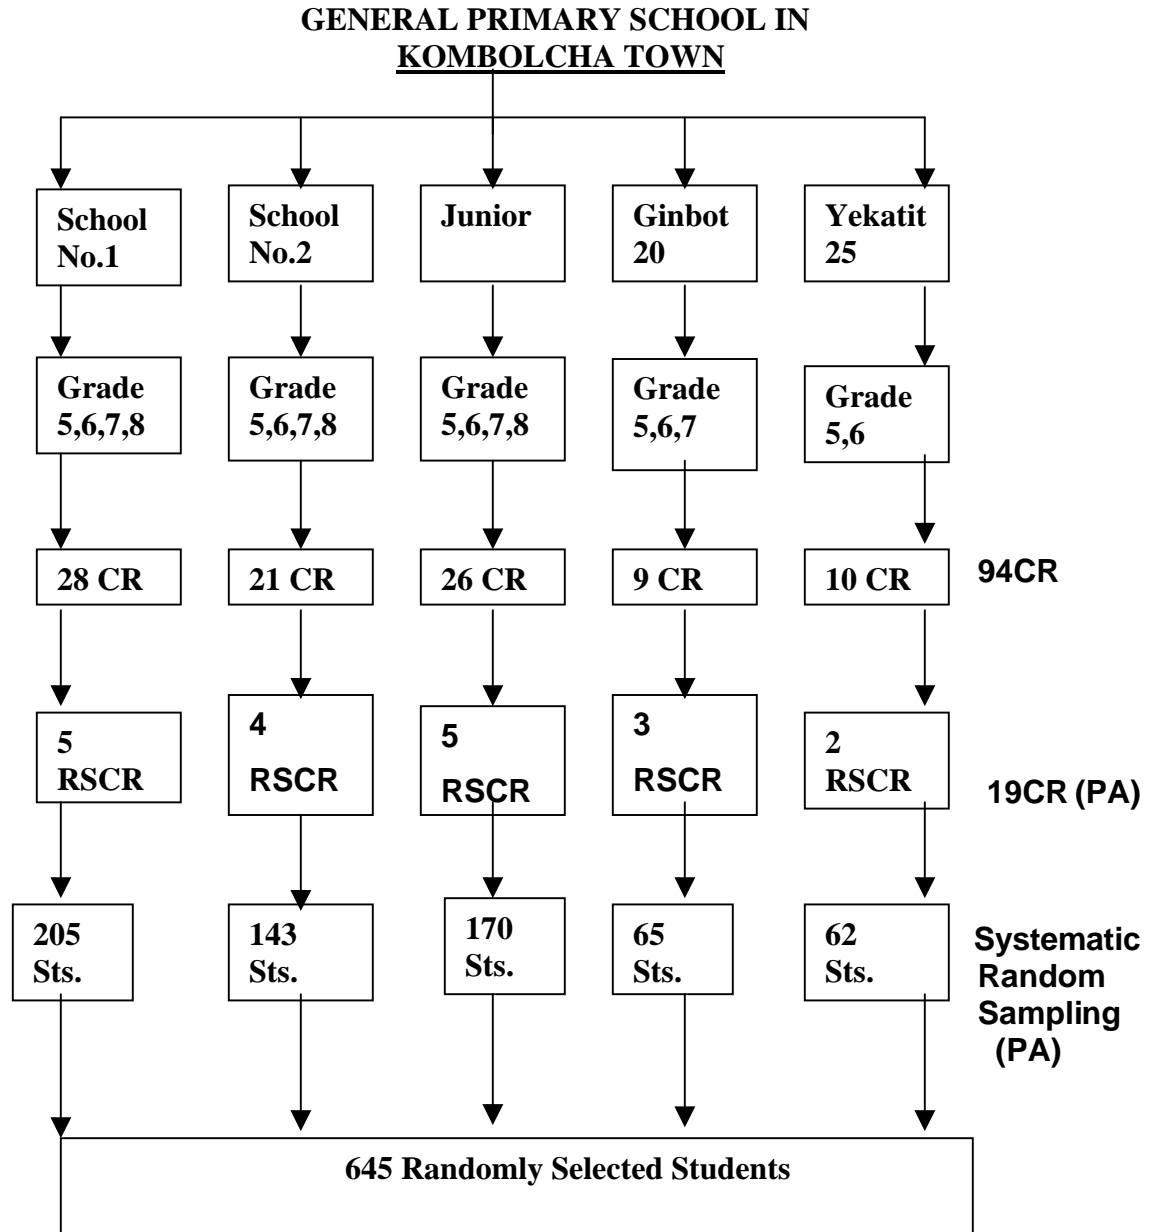 GENERAL PRIMARY SCHOOL IN
KOMBOLCHA TOWN
School
No.1
School
No.2
Junior
Ginbot
20
Yekatit
25
Grade
5,6,7,8
Grade
5,6,7,8
Grade
5,6,7,8
Grade
5,6,7
Grade
5,6
28 CR
21 CR
26 CR
9 CR
10 CR
94CR
5
RSCR
4
RSCR
5
RSCR
3
RSCR
2
RSCR
19CR (PA)
205
Sts.
143
Sts.
170
Sts.
65
Sts.
62
Sts.
Systematic
Random
Sampling
(PA)
645 Randomly Selected Students